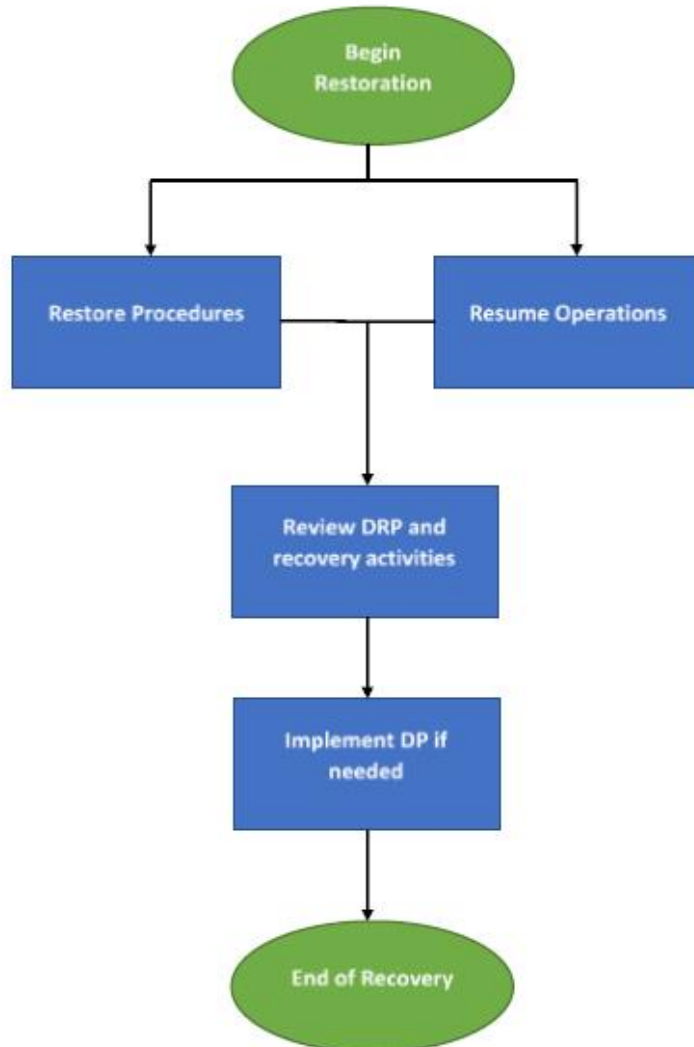 Begin
Restoration
Restore Procedures
Resume Operations
Review DRP and
recovery activities
Implement DP if
needed
End of Recovery